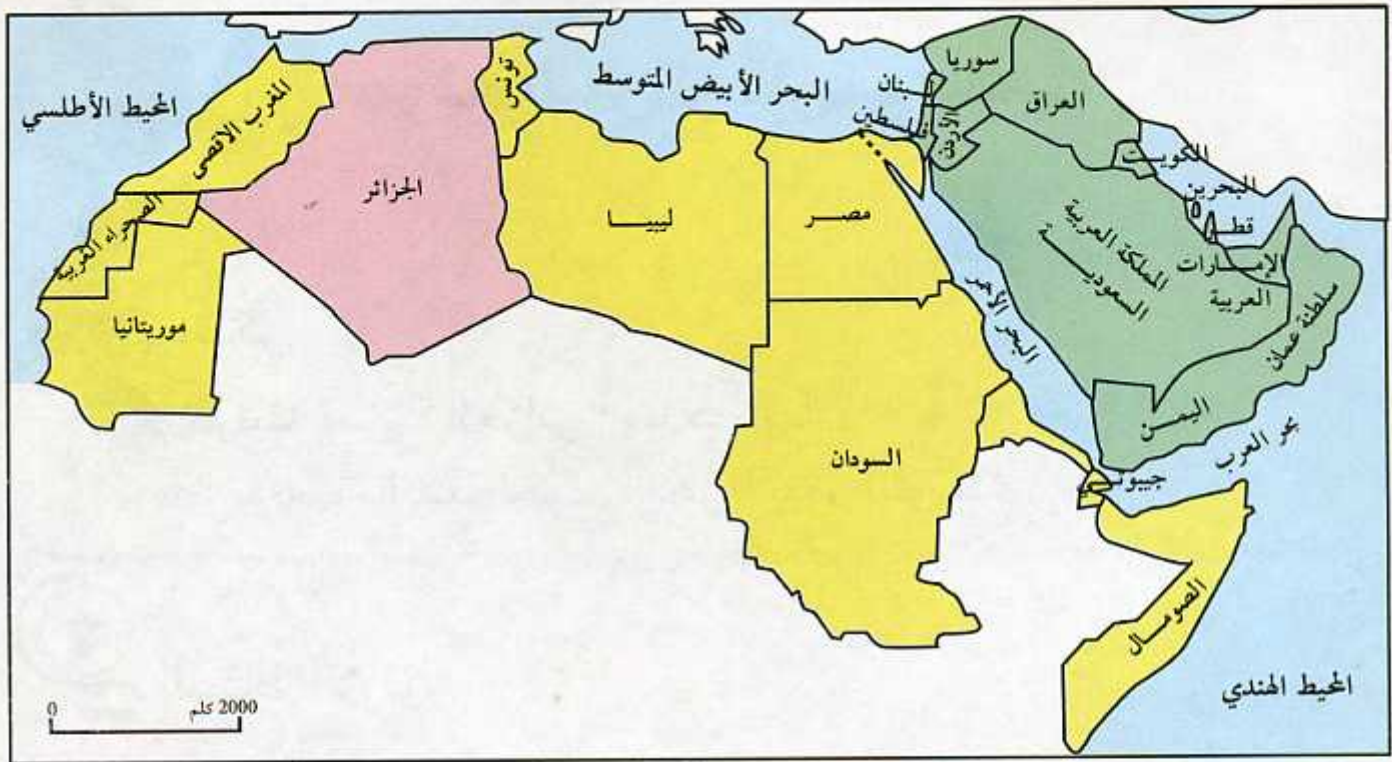 المحيط الأطلسي
البحر الأبيض المتوسط
سوريا
لبنان
فلسطين
الأردن
العراق
الكويت
البحرين
قطر
الإمارات
العربية
سلطنة عمان
المملكة العربية
السعودية
اليمن
بحر العرب
البحر الأحمر
تونس
المغرب الاقصى
الجزائر
ليبيا
مصر
الصحراء الغربية
موريتانيا
السودان
جيبوتي
الصومال
المحيط الهندي
0 2000 كلم